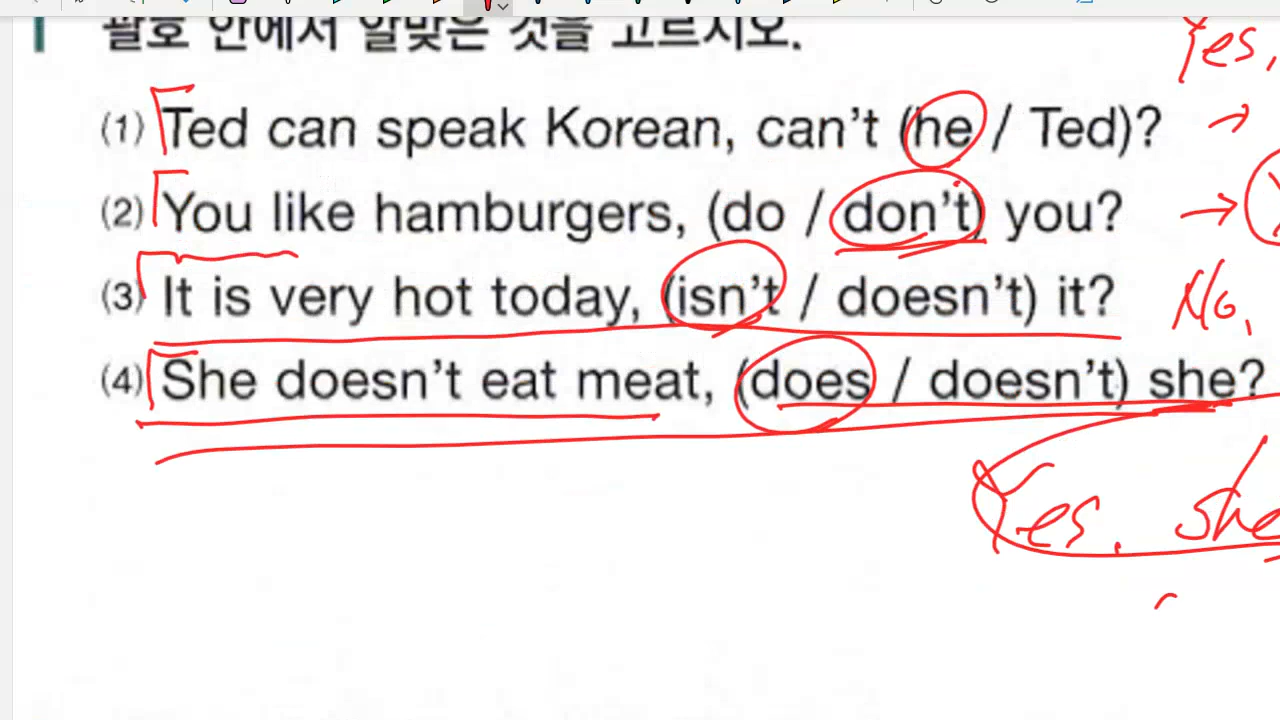 괄호 안에서 알맞은 것을 고르시오.
Yes,
(1) Ted can speak Korean, can't (he / Ted)?
(2) You like hamburgers, (do / don't) you?
(3) It is very hot today, (isn't / doesn't) it?
No,
(4) She doesn't eat meat, (does / doesn't) she?
Yes, she